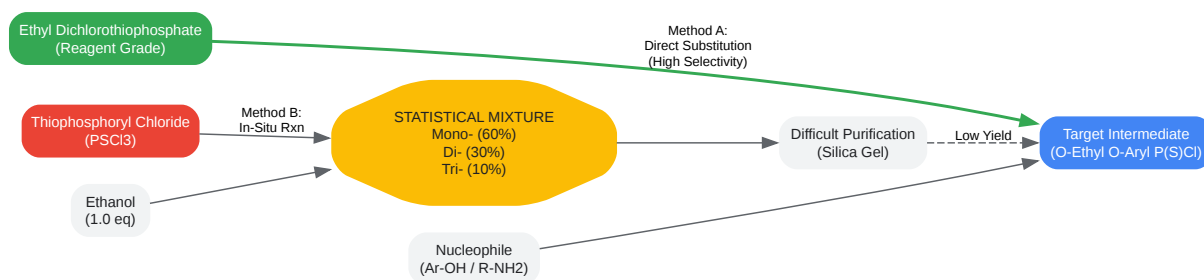 Ethyl Dichlorothiophosphate
(Reagent Grade)
Method A:
Direct Substitution
(High Selectivity)
Thiophosphoryl Chloride
(PSCl3)
Method B:
In-Situ Rxn
STATISTICAL MIXTURE
Mono- (60%)
Di- (30%)
Tri- (10%)
Difficult Purification
(Silica Gel)
Low Yield
Target Intermediate
(O-Ethyl O-Aryl P(S)Cl)
Ethanol
(1.0 eq)
Nucleophile
(Ar-OH / R-NH2)